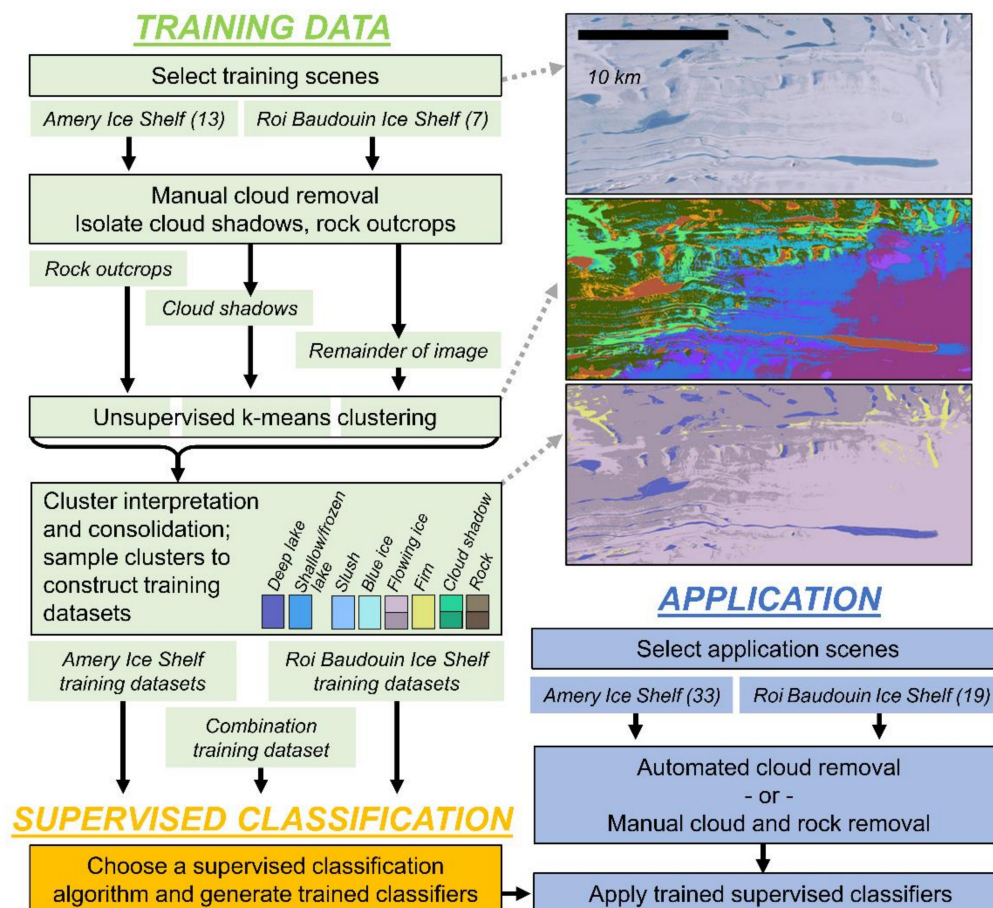 TRAINING DATA
Select training scenes
Amery Ice Shelf (13)
Roi Baudouin Ice Shelf (7)
Manual cloud removal
Isolate cloud shadows, rock outcrops
Rock outcrops
Cloud shadows
Remainder of image
Unsupervised k-means clustering
Cluster interpretation
and consolidation;
sample clusters to
construct training
datasets
Deep lake
Shallow/frozen
lake
Slush
Blue ice
Flowing ice
Firn
Cloud shadow
Rock
Amery Ice Shelf
training datasets
Roi Baudouin Ice Shelf
training datasets
Combination
training dataset
SUPERVISED CLASSIFICATION
Choose a supervised classification
algorithm and generate trained classifiers
10 km
APPLICATION
Select application scenes
Amery Ice Shelf (33)
Roi Baudouin Ice Shelf (19)
Automated cloud removal
- or -
Manual cloud and rock removal
Apply trained supervised classifiers